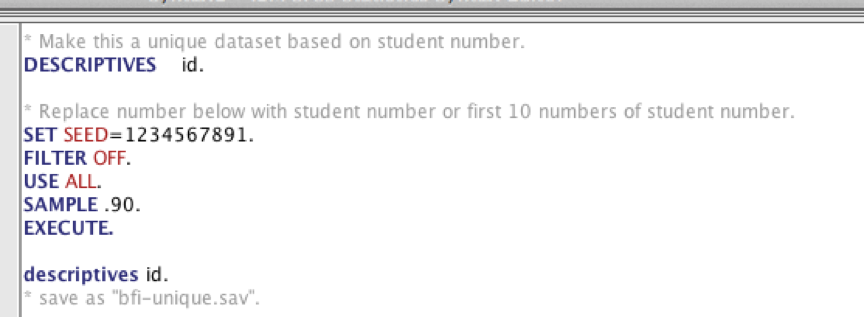 * Make this a unique dataset based on student number.
DESCRIPTIVES    id.
* Replace number below with student number or first 10 numbers of student number.
SET SEED=1234567891.
FILTER OFF.
USE ALL.
SAMPLE .90.
EXECUTE.
descriptives id.
* save as "bfi-unique.sav".